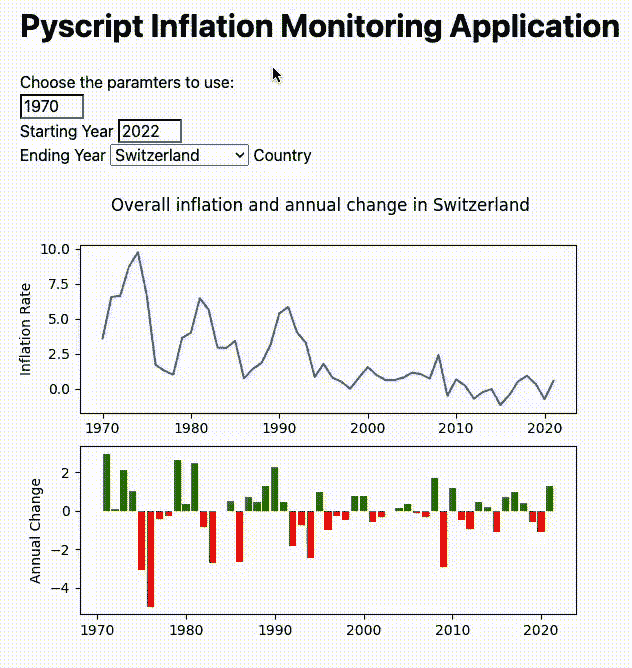 Pyscript Inflation Monitoring Application
Choose the paramters to use:
1970
Starting Year 2022
Ending Year Switzerland Country
Overall inflation and annual change in Switzerland
Inflation Rate
10.0
7.5
5.0
2.5
0.0
1970 1980 1990 2000 2010 2020
Annual Change
2
0
−2
−4
1970 1980 1990 2000 2010 2020